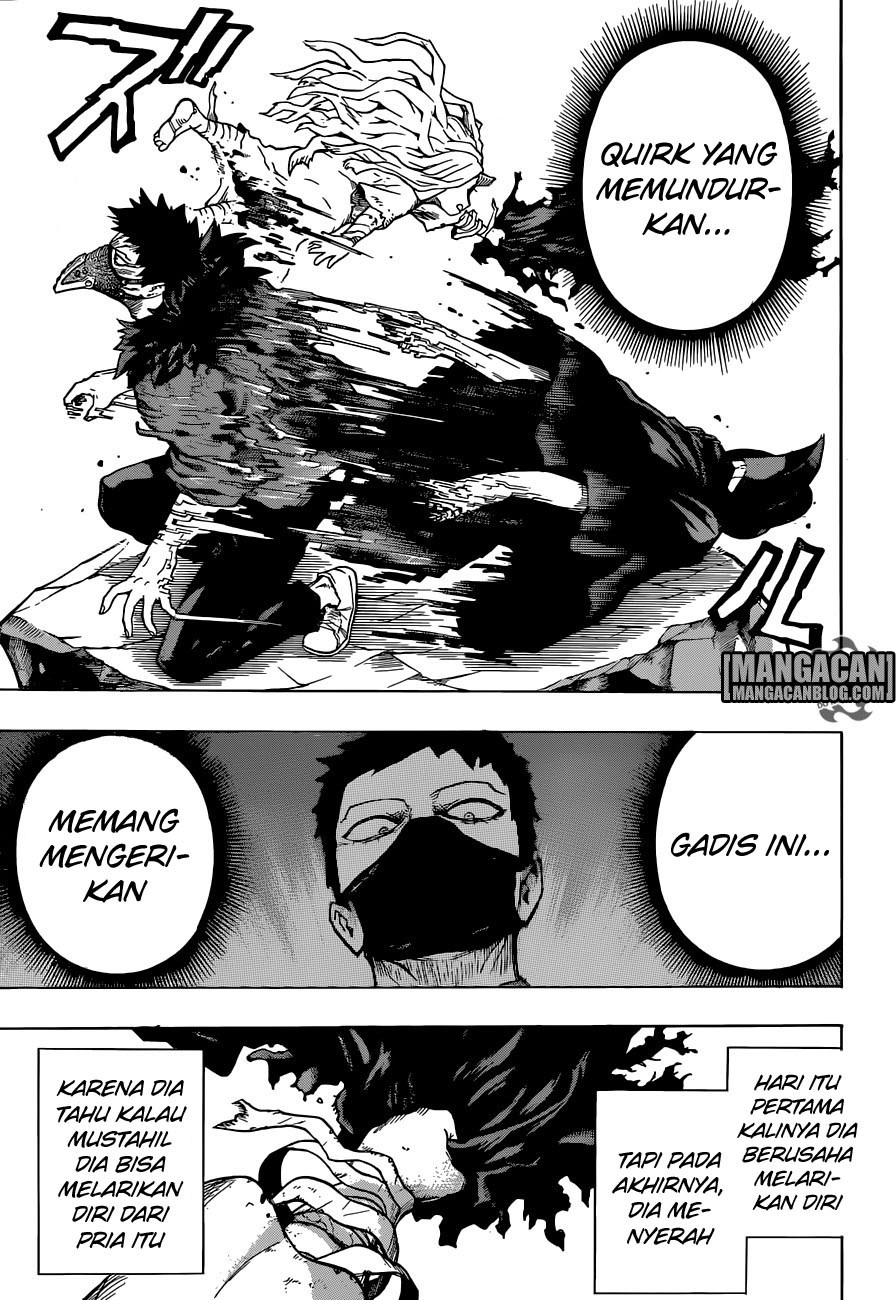 ズ
QUIRK YANG
MEMUNDUR-
KAN...
ル
MANGACAN
MANGACANBLOG.COM
GADIS INI...
MEMANG
MENGERI-
KAN
HARI ITU
PERTAMA
KALINYA DIA
BERUSAHA
MELARI-
KAN DIRI
TAPI PADA
AKHIRNYA,
DIA ME-
NYERAH
KARENA DIA
TAHU KALAU
MUSTAHIL
DIA BISA
MELARIKAN
DIRI DARI
PRIA ITU